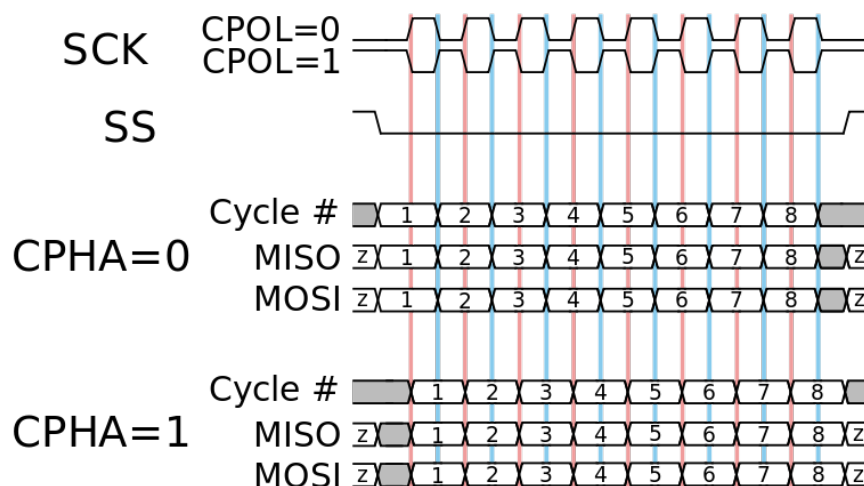 SCK CPOL=0
CPOL=1
SS
Cycle # 1 2 3 4 5 6 7 8
CPHA=0 MISO z 1 2 3 4 5 6 7 8 z
MOSI z 1 2 3 4 5 6 7 8 z
Cycle # 1 2 3 4 5 6 7 8
CPHA=1 MISO z 1 2 3 4 5 6 7 8 z
MOSI z 1 2 3 4 5 6 7 8 z